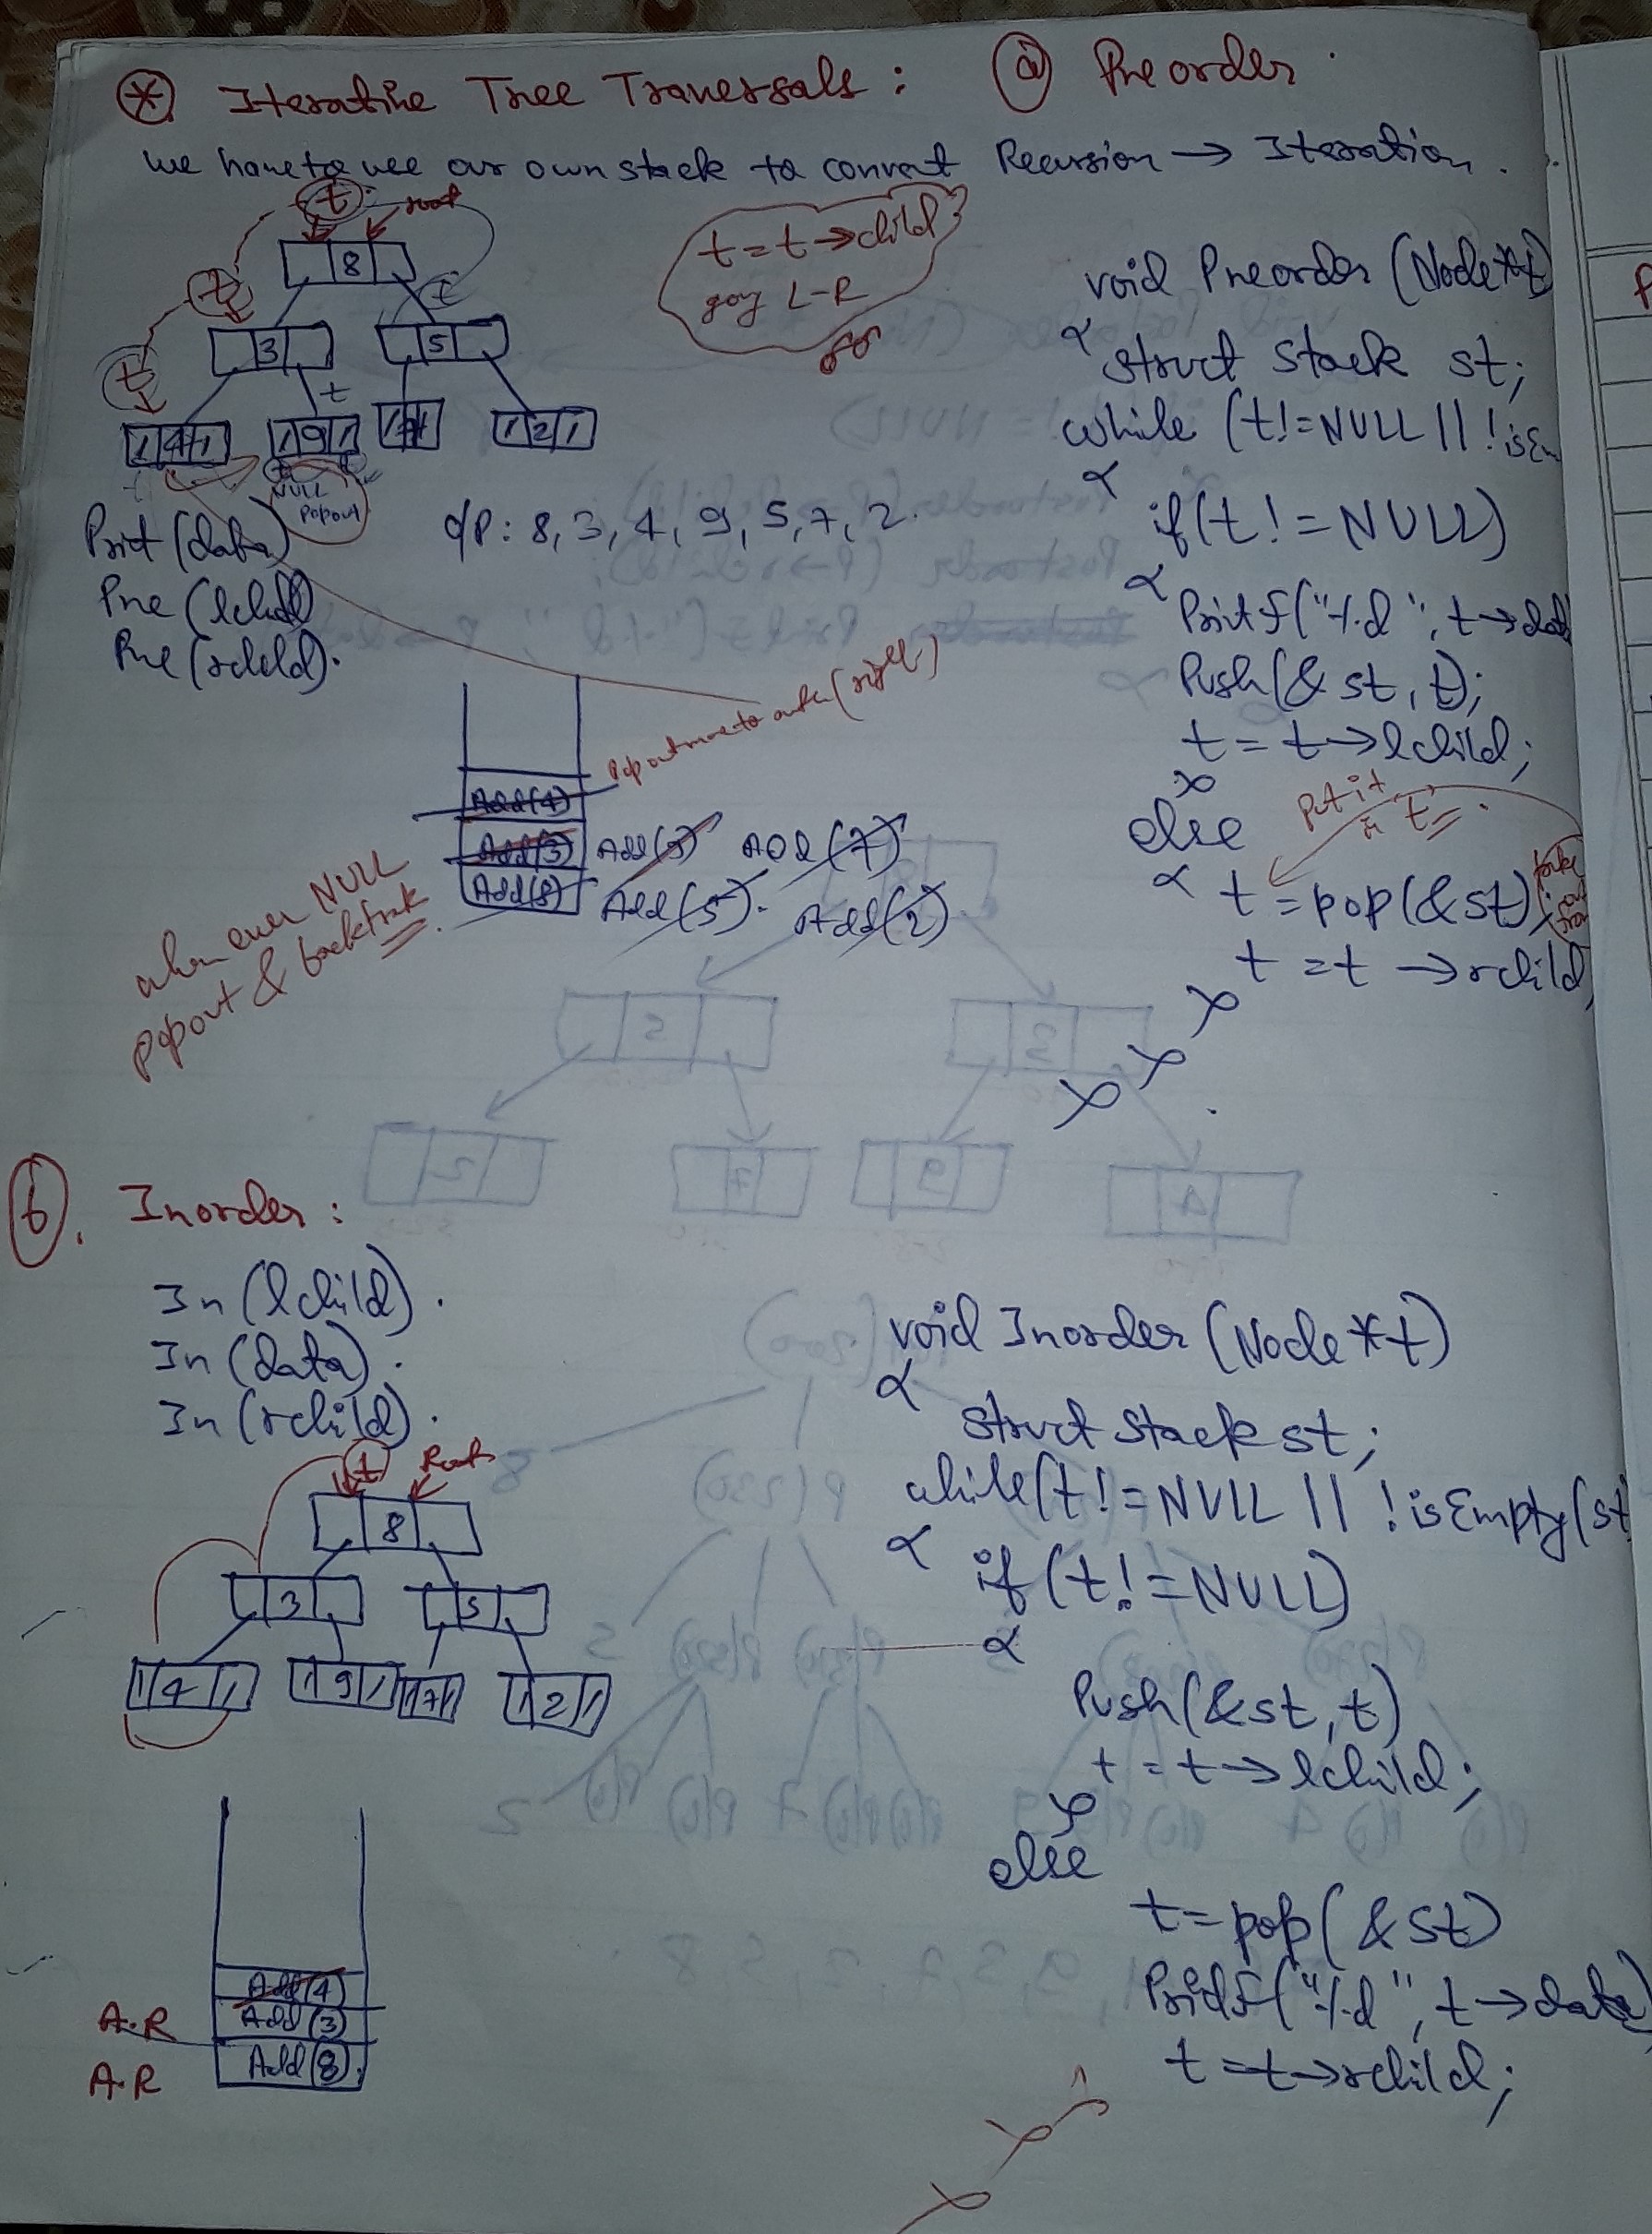 * Iterative Tree Traversals : a Preorder
we have to use our own stack to convert Recursion → Iteration .
t root
8
t
3 5
t
t
4 9 7 2
NULL
Popout
t = t → child
going L-R
Print (data)
Pre (lchild)
Pre (rchild).
o/p: 8, 3, 4, 9, 5, 7, 2.
void Preorder (Node *t)
{
struct stack st;
while (t!=NULL || !isEm
{
if (t != NULL)
{
Printf("%d", t→dat
Push(&st, t);
t = t→lchild;
}
else
Put it in t
{ t = pop(&st);
t = t → rchild
}
}
}
Popout move to (right)
Add(4)
Add(3) Add(9) Add(7)
Add(8) Add(5). Add(2)
when ever NULL
popout & backtrack
b. Inorder :
In (lchild).
In (data).
In (rchild).
t Root
8
3 5
4 9 7 2
Add(4)
A.R Add(3)
A.R Add(8)
void Inorder (Node *t)
{
struct stack st;
while(t!=NULL || !isEmpty(st
{
if (t!=NULL)
{
Push(&st, t)
t = t→lchild;
}
else
t = pop( &st)
Printf("%d", t→data)
t = t→rchild;
}
}
}